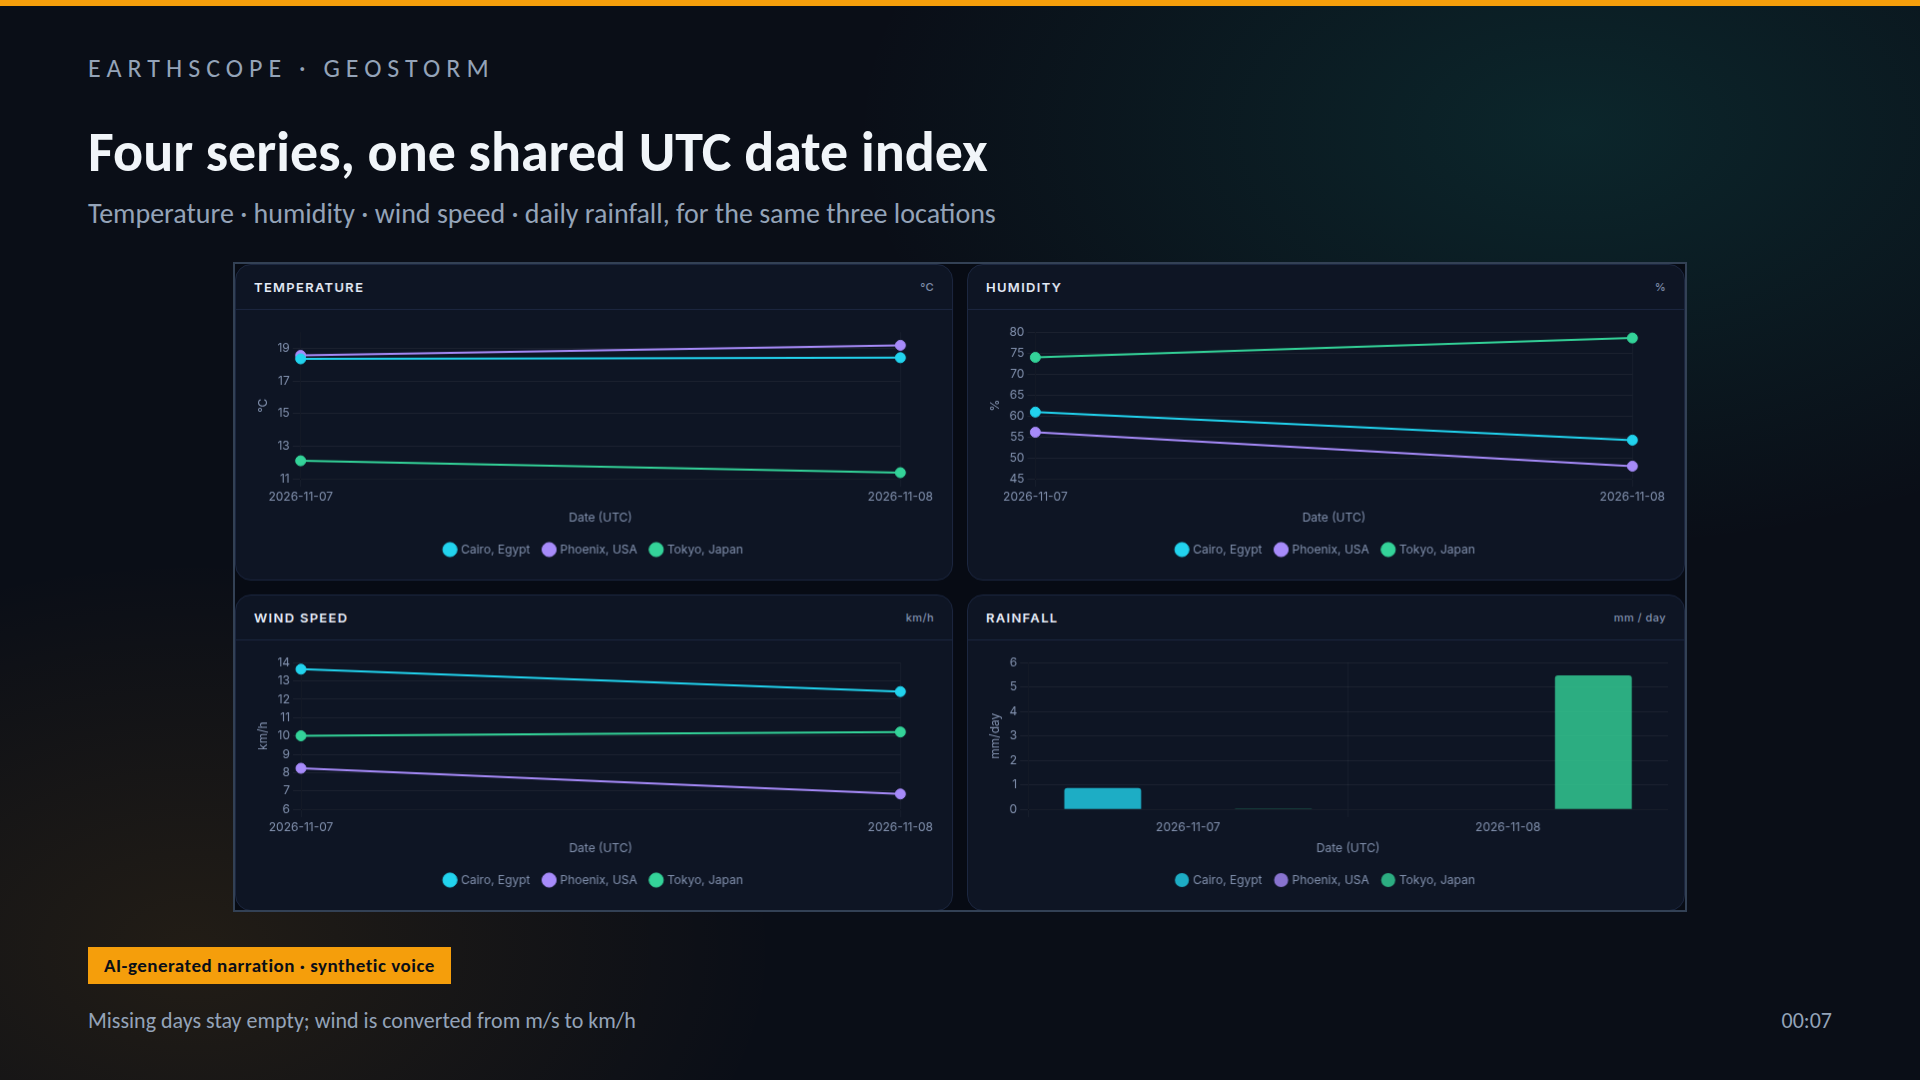 EARTHSCOPE · GEOSTORM
Four series, one shared UTC date index
Temperature · humidity · wind speed · daily rainfall, for the same three locations
TEMPERATURE °C
19
17
15
13
11
°C
2026-11-07 2026-11-08
Date (UTC)
Cairo, Egypt Phoenix, USA Tokyo, Japan
HUMIDITY %
80
75
70
65
60
55
50
45
%
2026-11-07 2026-11-08
Date (UTC)
Cairo, Egypt Phoenix, USA Tokyo, Japan
WIND SPEED km/h
14
13
12
11
10
9
8
7
6
km/h
2026-11-07 2026-11-08
Date (UTC)
Cairo, Egypt Phoenix, USA Tokyo, Japan
RAINFALL mm / day
6
5
4
3
2
1
0
mm/day
2026-11-07 2026-11-08
Date (UTC)
Cairo, Egypt Phoenix, USA Tokyo, Japan
AI-generated narration · synthetic voice
Missing days stay empty; wind is converted from m/s to km/h
00:07